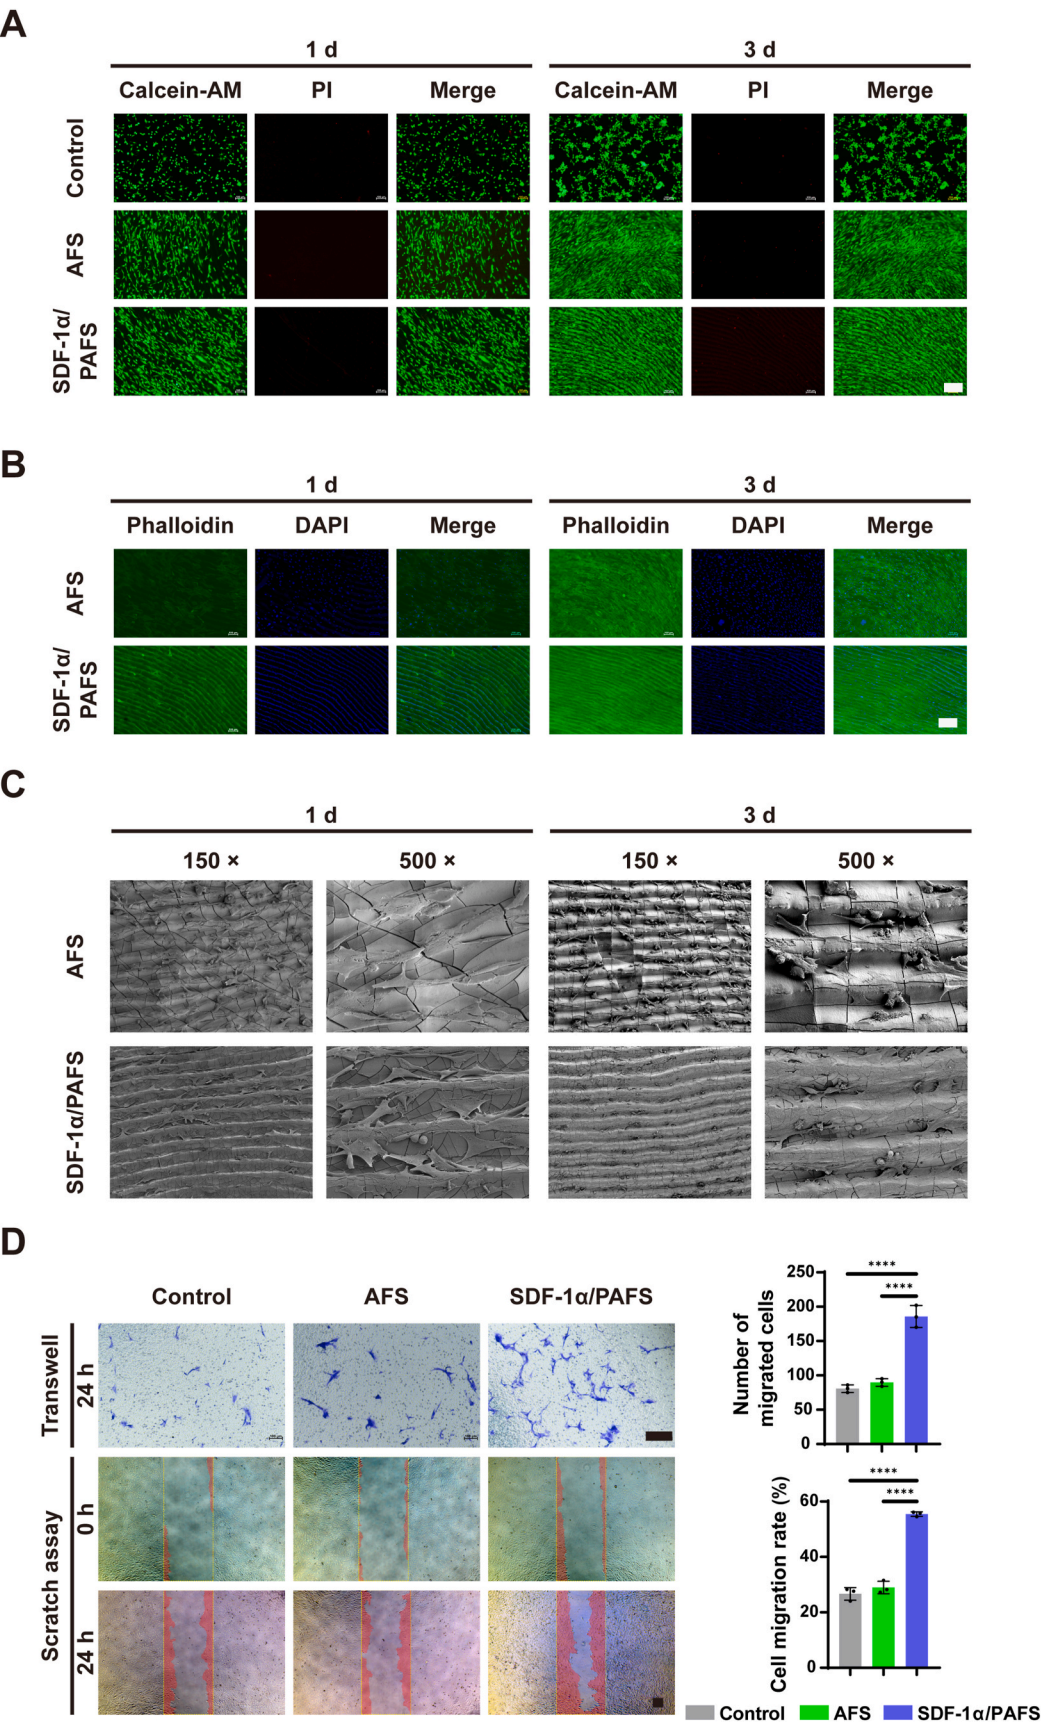 A
1 d
3 d
Calcein-AM
PI
Merge
Calcein-AM
PI
Merge
Control
AFS
SDF-1α/
PAFS
B
1 d
3 d
Phalloidin
DAPI
Merge
Phalloidin
DAPI
Merge
AFS
SDF-1α/
PAFS
C
1 d
3 d
150 ×
500 ×
150 ×
500 ×
AFS
SDF-1α/PAFS
D
Control
AFS
SDF-1α/PAFS
Transwell
24 h
Scratch assay
0 h
24 h
Number of
migrated cells
250
200
150
100
50
0
****
****
Cell migration rate (%)
60
40
20
0
****
****
Control
AFS
SDF-1α/PAFS